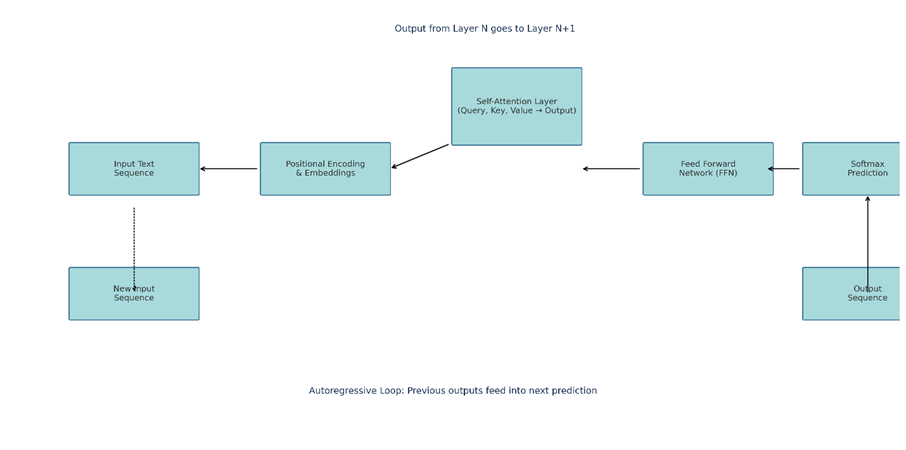 Output from Layer N goes to Layer N+1
Self-Attention Layer
(Query, Key, Value → Output)
Input Text
Sequence
Positional Encoding
& Embeddings
Feed Forward
Network (FFN)
Softmax
Prediction
New Input
Sequence
Output
Sequence
Autoregressive Loop: Previous outputs feed into next prediction